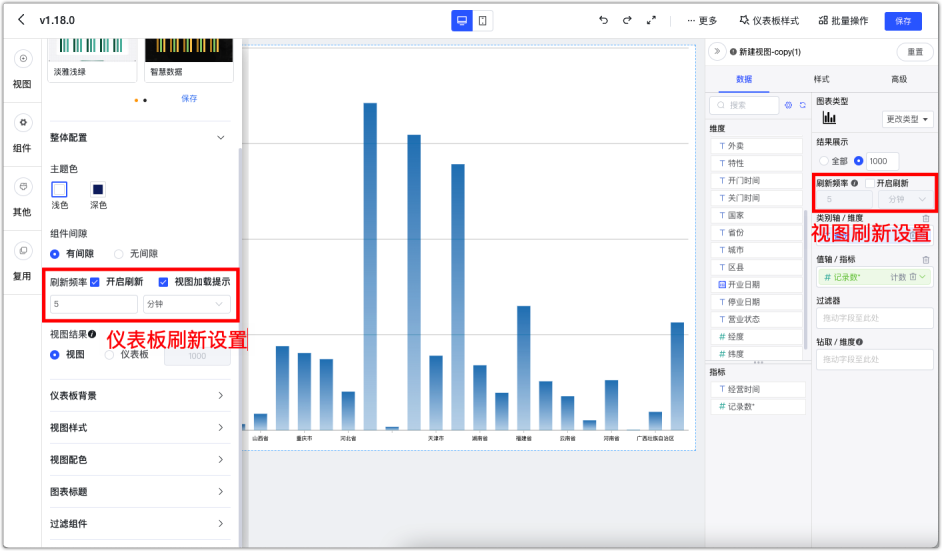 v1.18.0
更多
仪表板样式
批量操作
保存
视图
组件
其他
复用
淡雅浅绿
智慧数据
保存
整体配置
主题色
浅色
深色
组件间隙
有间隙
无间隙
刷新频率
开启刷新
视图加载提示
5
分钟
仪表板刷新设置
视图结果
视图
仪表板
1000
仪表板背景
视图样式
视图配色
图表标题
过滤组件
山西省
重庆市
河北省
天津市
湖南省
福建省
云南省
河南省
广西壮族自治区
新建视图-copy(1)
重置
数据
样式
高级
搜索
维度
T 外卖
T 特性
T 开门时间
T 关门时间
T 国家
T 省份
T 城市
T 区县
开业日期
T 停业日期
T 营业状态
# 经度
# 纬度
指标
T 经营时间
# 记录数*
图表类型
更改类型
结果展示
全部
1000
刷新频率
开启刷新
5
分钟
类别轴 / 维度
视图刷新设置
值轴 / 指标
# 记录数*
计数
过滤器
拖动字段至此处
钻取 / 维度
拖动字段至此处